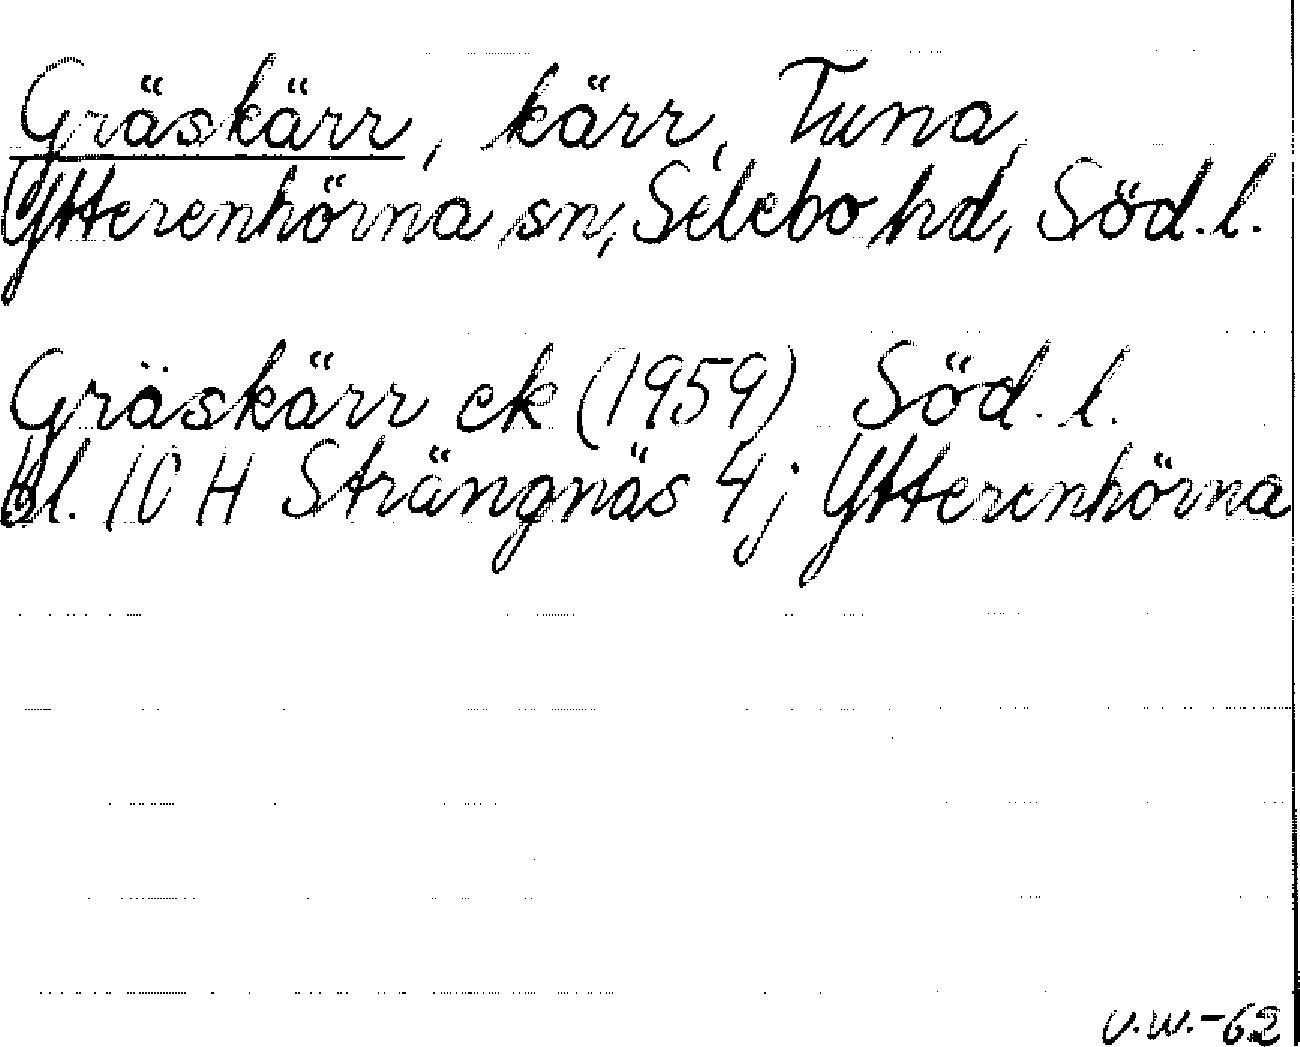 Gräskärr, kärr, Tuna,
Ytterenhörna sn, Selebo hd, Söd. l.
Gräskärr ek (1959) Söd. l.
bl. 10 H Strängnäs 4 j Ytterenhörna
V.W.-62